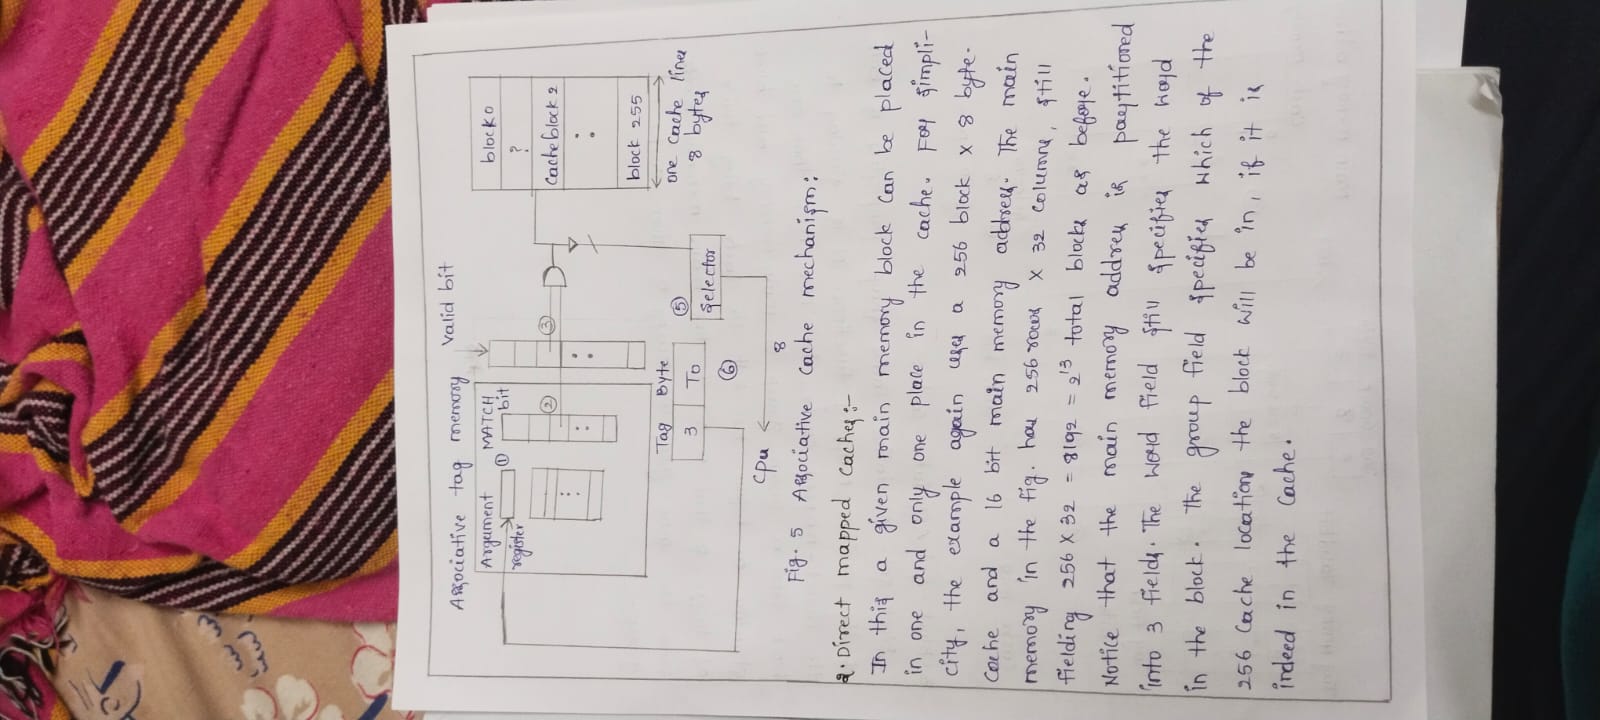 Associative tag memory
valid bit
Argument
register
①
MATCH
bit
②
③
block 0
?
Cache block 2
block 255
one cache lines
8 bytes
Tag Byte
3 To
⑤
Selector
⑥
CPU
8
Fig. 5 Associative Cache mechanism:
2. Direct mapped caches:-
In this a given main memory block can be placed
in one and only one place in the cache. For simpli-
city, the example again uses a 256 block x 8 byte.
Cache and a 16 bit main memory address. The main
memory in the fig. has 256 rows x 32 columns, still
fielding 256 X 32 = 8192 = 2¹³ total blocks as before.
Notice that the main memory addres is partitioned
into 3 fields. The word field still specifies the word
in the block. The group field specifies which of the
256 Cache locations the block will be in, if it is
indeed in the Cache.